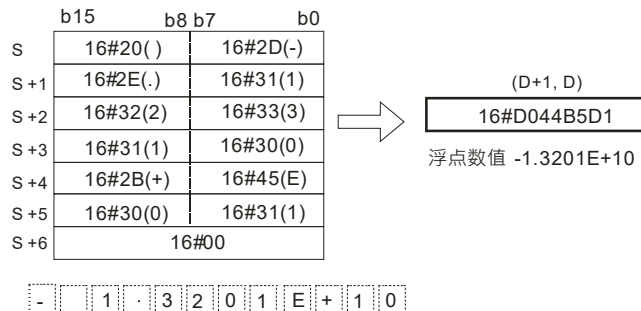 b15 b8 b7 b0
S 16#20( ) 16#2D(-)
S +1 16#2E(.) 16#31(1)
S +2 16#32(2) 16#33(3)
S +3 16#31(1) 16#30(0)
S +4 16#2B(+) 16#45(E)
S +5 16#30(0) 16#31(1)
S +6 16#00
(D+1, D)
16#D044B5D1
浮点数值 -1.3201E+10
- 1 . 3 2 0 1 E + 1 0